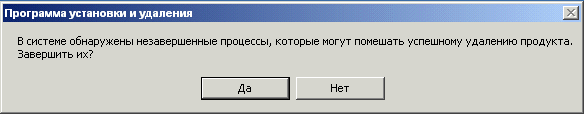 Программа установки и удаления
В системе обнаружены незавершенные процессы, которые могут помешать успешному удалению продукта.
Завершить их?
Да Нет